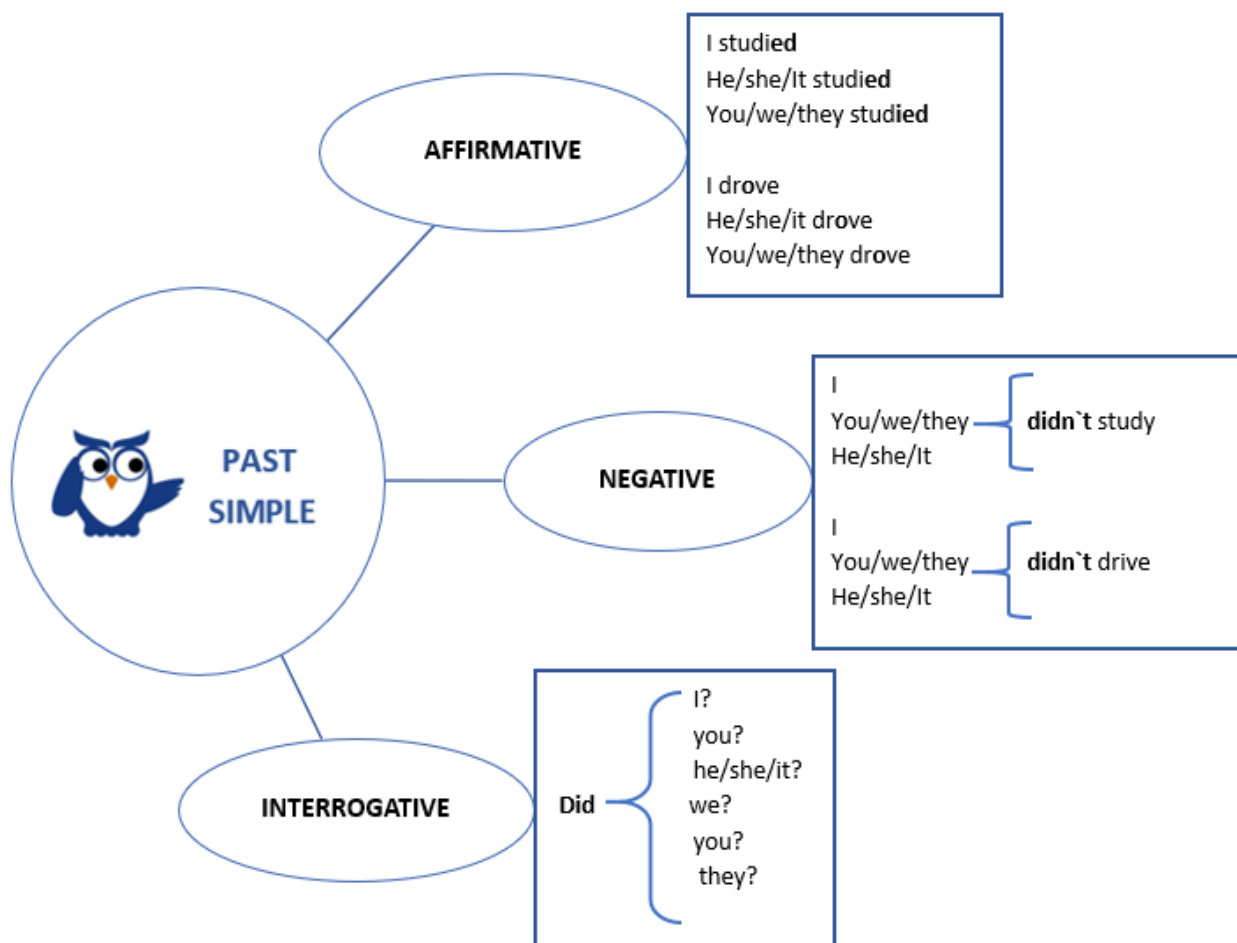 PAST
SIMPLE
AFFIRMATIVE
I studied
He/she/It studied
You/we/they studied
I drove
He/she/it drove
You/we/they drove
NEGATIVE
I
You/we/they
He/she/It
didn`t study
I
You/we/they
He/she/It
didn`t drive
INTERROGATIVE
Did
I?
you?
he/she/it?
we?
you?
they?